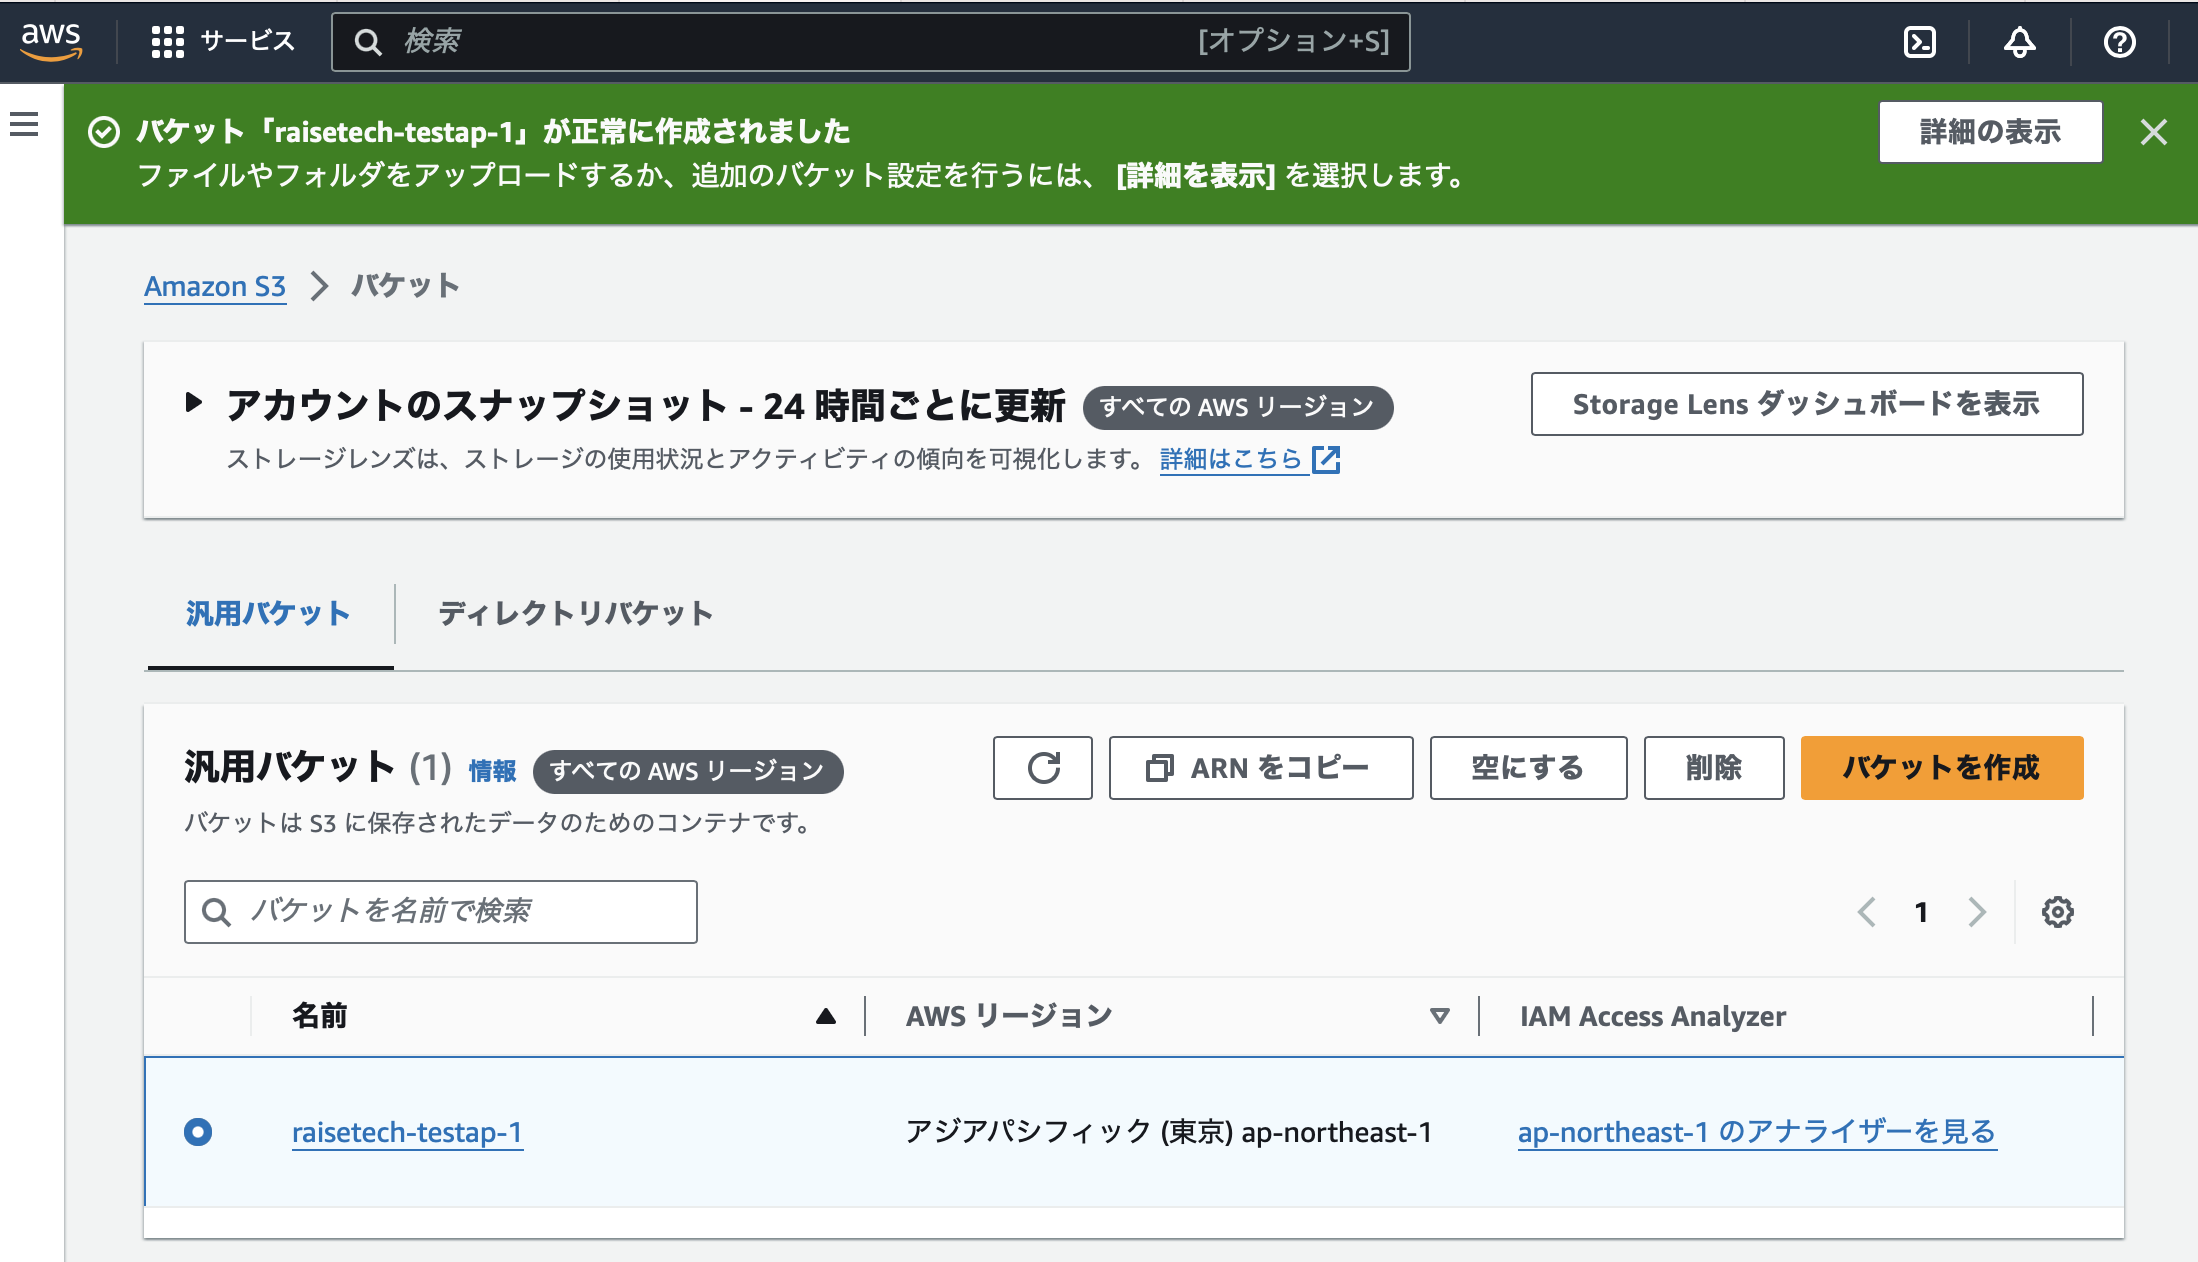 aws サービス 検索 [オプション+S]
バケット「raisetech-testap-1」が正常に作成されました
ファイルやフォルダをアップロードするか、追加のバケット設定を行うには、 [詳細を表示] を選択します。
詳細の表示
Amazon S3 バケット
アカウントのスナップショット - 24 時間ごとに更新 すべての AWS リージョン
ストレージレンズは、ストレージの使用状況とアクティビティの傾向を可視化します。 詳細はこちら
Storage Lens ダッシュボードを表示
汎用バケット ディレクトリバケット
汎用バケット (1) 情報 すべての AWS リージョン
バケットは S3 に保存されたデータのためのコンテナです。
ARN をコピー 空にする 削除 バケットを作成
バケットを名前で検索
1
名前 AWS リージョン IAM Access Analyzer
raisetech-testap-1 アジアパシフィック (東京) ap-northeast-1 ap-northeast-1 のアナライザーを見る